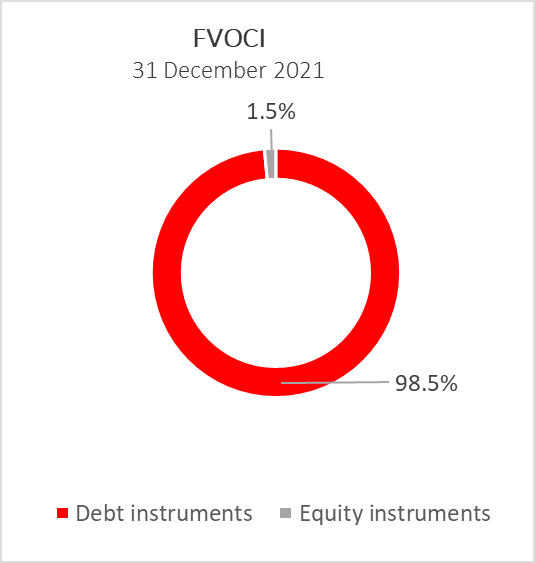 FVOCI
31 December 2021
1.5%
98.5%
Debt instruments
Equity instruments